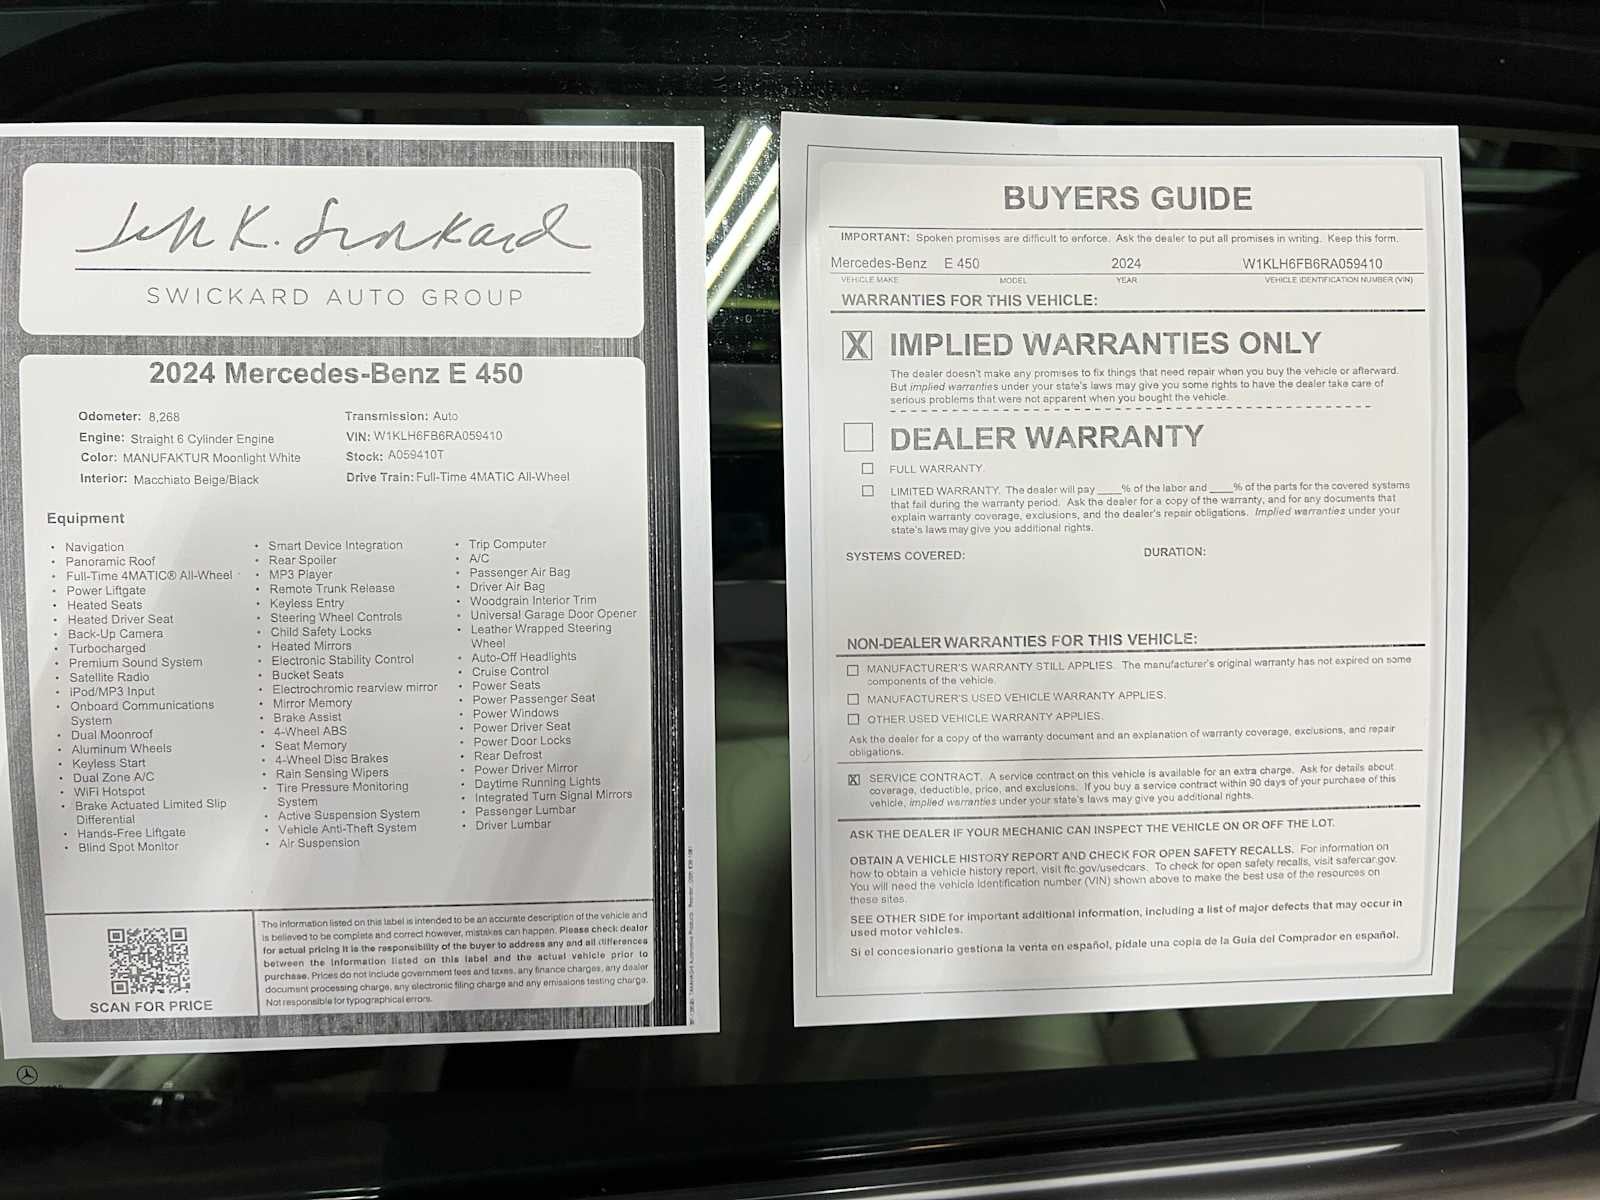 Jeff K. Swickard
SWICKARD AUTO GROUP
2024 Mercedes-Benz E 450
Odometer: 8,268
Engine: Straight 6 Cylinder Engine
Color: MANUFAKTUR Moonlight White
Interior: Macchiato Beige/Black
Transmission: Auto
VIN: W1KLH6FB6RA059410
Stock: A059410T
Drive Train: Full-Time 4MATIC All-Wheel
Equipment
• Navigation
• Panoramic Roof
• Full-Time 4MATIC® All-Wheel
• Power Liftgate
• Heated Seats
• Heated Driver Seat
• Back-Up Camera
• Turbocharged
• Premium Sound System
• Satellite Radio
• iPod/MP3 Input
• Onboard Communications
System
• Dual Moonroof
• Aluminum Wheels
• Keyless Start
• Dual Zone A/C
• WiFi Hotspot
• Brake Actuated Limited Slip
Differential
• Hands-Free Liftgate
• Blind Spot Monitor
• Smart Device Integration
• Rear Spoiler
• MP3 Player
• Remote Trunk Release
• Keyless Entry
• Steering Wheel Controls
• Child Safety Locks
• Heated Mirrors
• Electronic Stability Control
• Bucket Seats
• Electrochromic rearview mirror
• Mirror Memory
• Brake Assist
• 4-Wheel ABS
• Seat Memory
• 4-Wheel Disc Brakes
• Rain Sensing Wipers
• Tire Pressure Monitoring
System
• Active Suspension System
• Vehicle Anti-Theft System
• Air Suspension
• Trip Computer
• A/C
• Passenger Air Bag
• Driver Air Bag
• Woodgrain Interior Trim
• Universal Garage Door Opener
• Leather Wrapped Steering
Wheel
• Auto-Off Headlights
• Cruise Control
• Power Seats
• Power Passenger Seat
• Power Windows
• Power Driver Seat
• Power Door Locks
• Rear Defrost
• Power Driver Mirror
• Daytime Running Lights
• Integrated Turn Signal Mirrors
• Passenger Lumbar
• Driver Lumbar
SCAN FOR PRICE
The information listed on this label is intended to be an accurate description of the vehicle and
is believed to be complete and correct however, mistakes can happen. Please check dealer
for actual pricing It is the responsibility of the buyer to address any and all differences
between the information listed on this label and the actual vehicle prior to
purchase. Prices do not include government fees and taxes, any finance charges, any dealer
document processing charge, any electronic filing charge and any emissions testing charge.
Not responsible for typographical errors.
BUYERS GUIDE
IMPORTANT: Spoken promises are difficult to enforce. Ask the dealer to put all promises in writing. Keep this form.
Mercedes-Benz E 450 2024 W1KLH6FB6RA059410
VEHICLE MAKE MODEL YEAR VEHICLE IDENTIFICATION NUMBER (VIN)
WARRANTIES FOR THIS VEHICLE:
X IMPLIED WARRANTIES ONLY
The dealer doesn't make any promises to fix things that need repair when you buy the vehicle or afterward.
But implied warranties under your state's laws may give you some rights to have the dealer take care of
serious problems that were not apparent when you bought the vehicle.
DEALER WARRANTY
FULL WARRANTY.
LIMITED WARRANTY. The dealer will pay ____% of the labor and ____% of the parts for the covered systems
that fail during the warranty period. Ask the dealer for a copy of the warranty, and for any documents that
explain warranty coverage, exclusions, and the dealer's repair obligations. Implied warranties under your
state's laws may give you additional rights.
SYSTEMS COVERED: DURATION:
NON-DEALER WARRANTIES FOR THIS VEHICLE:
MANUFACTURER'S WARRANTY STILL APPLIES. The manufacturer's original warranty has not expired on some
components of the vehicle.
MANUFACTURER'S USED VEHICLE WARRANTY APPLIES.
OTHER USED VEHICLE WARRANTY APPLIES.
Ask the dealer for a copy of the warranty document and an explanation of warranty coverage, exclusions, and repair
obligations.
X SERVICE CONTRACT. A service contract on this vehicle is available for an extra charge. Ask for details about
coverage, deductible, price, and exclusions. If you buy a service contract within 90 days of your purchase of this
vehicle, implied warranties under your state's laws may give you additional rights.
ASK THE DEALER IF YOUR MECHANIC CAN INSPECT THE VEHICLE ON OR OFF THE LOT.
OBTAIN A VEHICLE HISTORY REPORT AND CHECK FOR OPEN SAFETY RECALLS. For information on
how to obtain a vehicle history report, visit ftc.gov/usedcars. To check for open safety recalls, visit safercar.gov.
You will need the vehicle identification number (VIN) shown above to make the best use of the resources on
these sites.
SEE OTHER SIDE for important additional information, including a list of major defects that may occur in
used motor vehicles.
Si el concesionario gestiona la venta en español, pídale una copia de la Guía del Comprador en español.